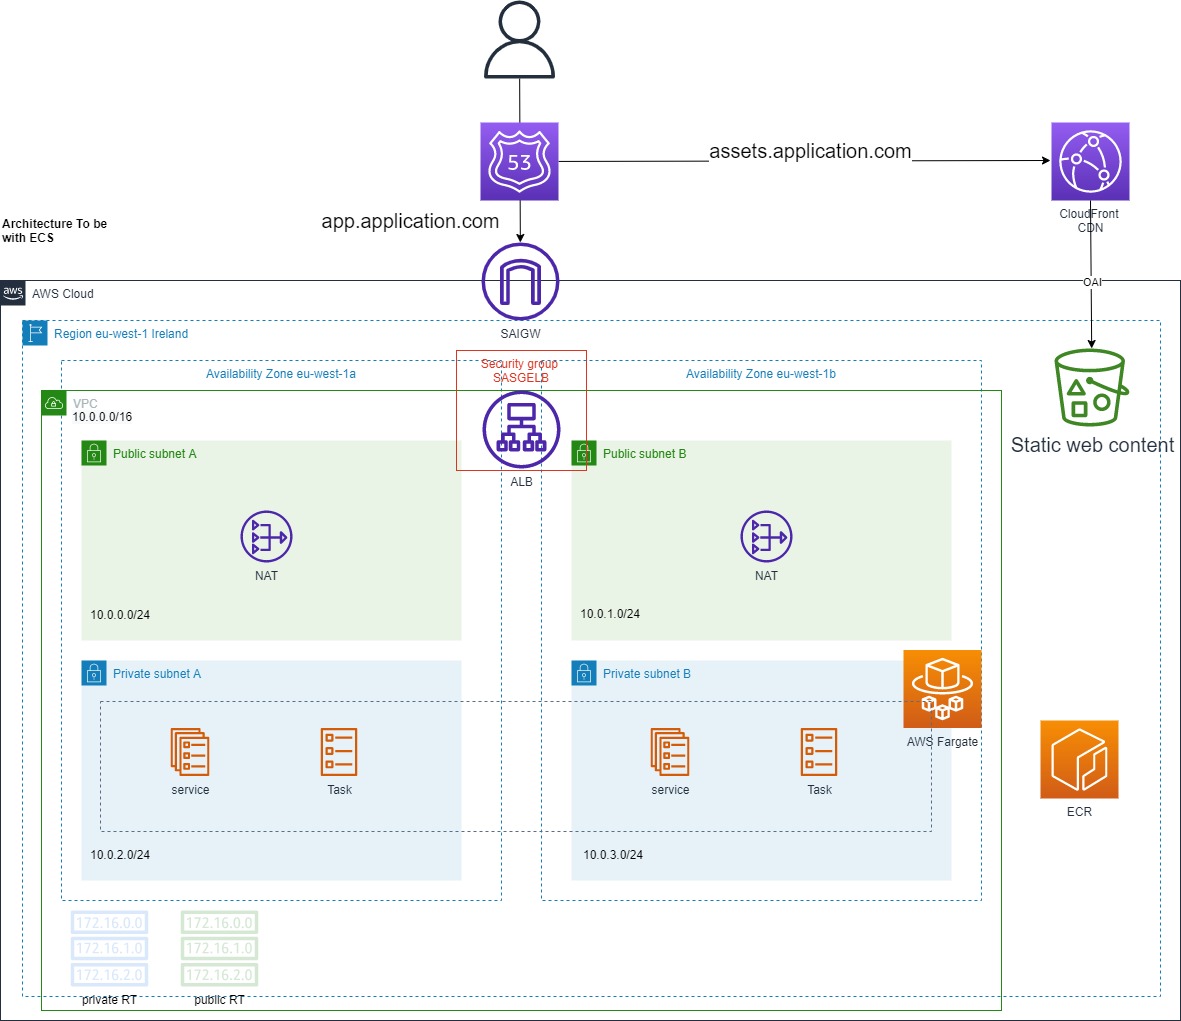 53
assets.application.com
CloudFront
CDN
app.application.com
Architecture To be
with ECS
OAI
aws
AWS Cloud
SAIGW
Region eu-west-1 Ireland
Security group
SASGELB
Availability Zone eu-west-1a
Availability Zone eu-west-1b
VPC
10.0.0.0/16
Static web content
Public subnet A
Public subnet B
ALB
NAT
NAT
10.0.0.0/24
10.0.1.0/24
Private subnet A
Private subnet B
AWS Fargate
service
Task
service
Task
ECR
10.0.2.0/24
10.0.3.0/24
172.16.0.0
172.16.1.0
172.16.2.0
private RT
172.16.0.0
172.16.1.0
172.16.2.0
public RT